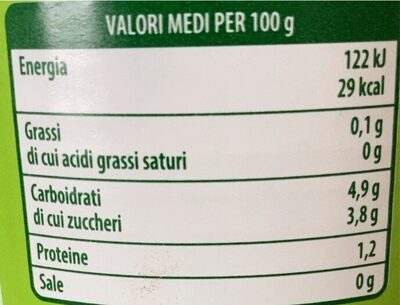 VALORI MEDI PER 100 g
Energia 122 kJ
29 kcal
Grassi 0,1 g
di cui acidi grassi saturi 0 g
Carboidrati 4,9 g
di cui zuccheri 3,8 g
Proteine 1,2
Sale 0 g